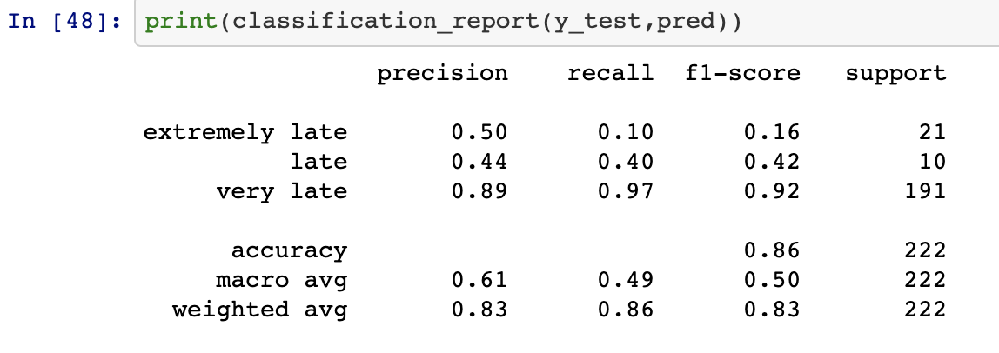 In [48]: print(classification_report(y_test,pred))
precision recall f1-score support
extremely late 0.50 0.10 0.16 21
late 0.44 0.40 0.42 10
very late 0.89 0.97 0.92 191
accuracy 0.86 222
macro avg 0.61 0.49 0.50 222
weighted avg 0.83 0.86 0.83 222